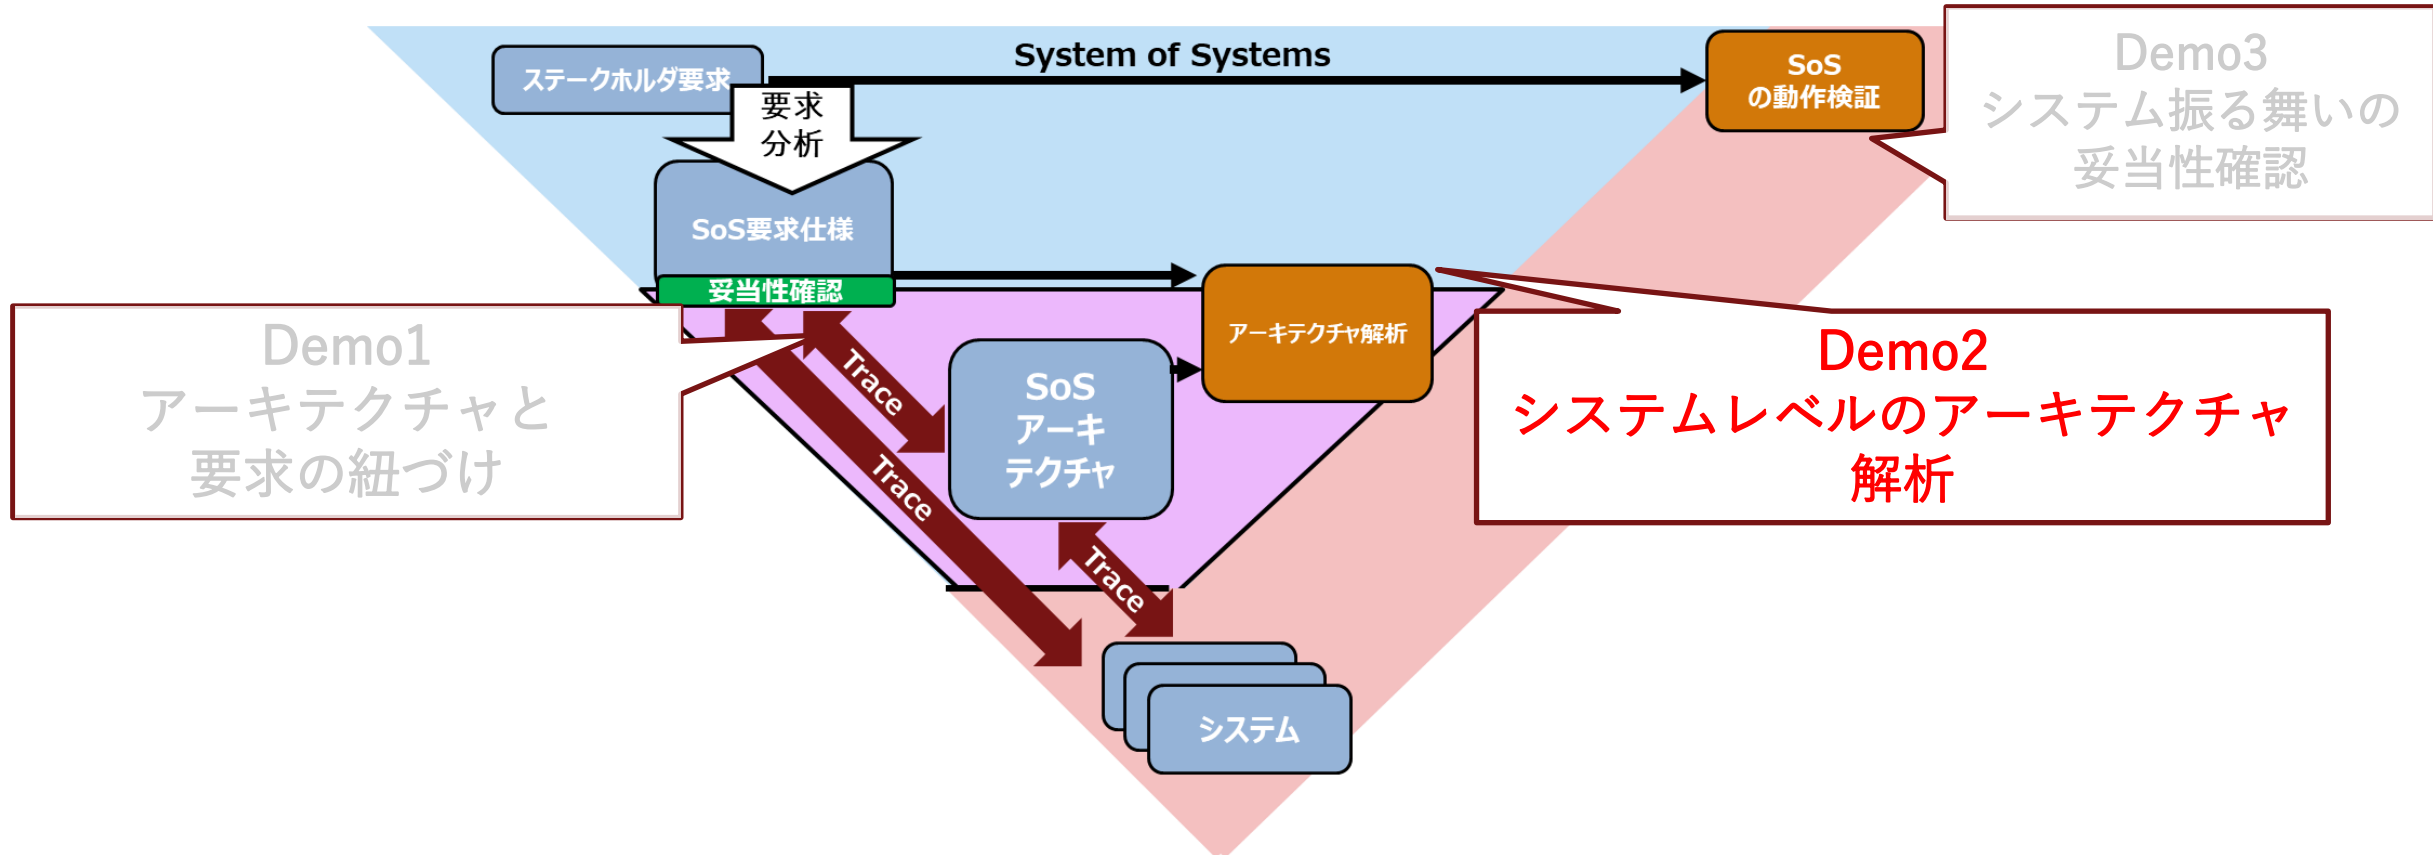 System of Systems
ステークホルダ要求
要求
分析
SoS
の動作検証
Demo3
システム振る舞いの
妥当性確認
SoS要求仕様
妥当性確認
アーキテクチャ解析
Demo1
アーキテクチャと
要求の紐づけ
Trace
Trace
SoS
アーキ
テクチャ
Demo2
システムレベルのアーキテクチャ
解析
Trace
システム